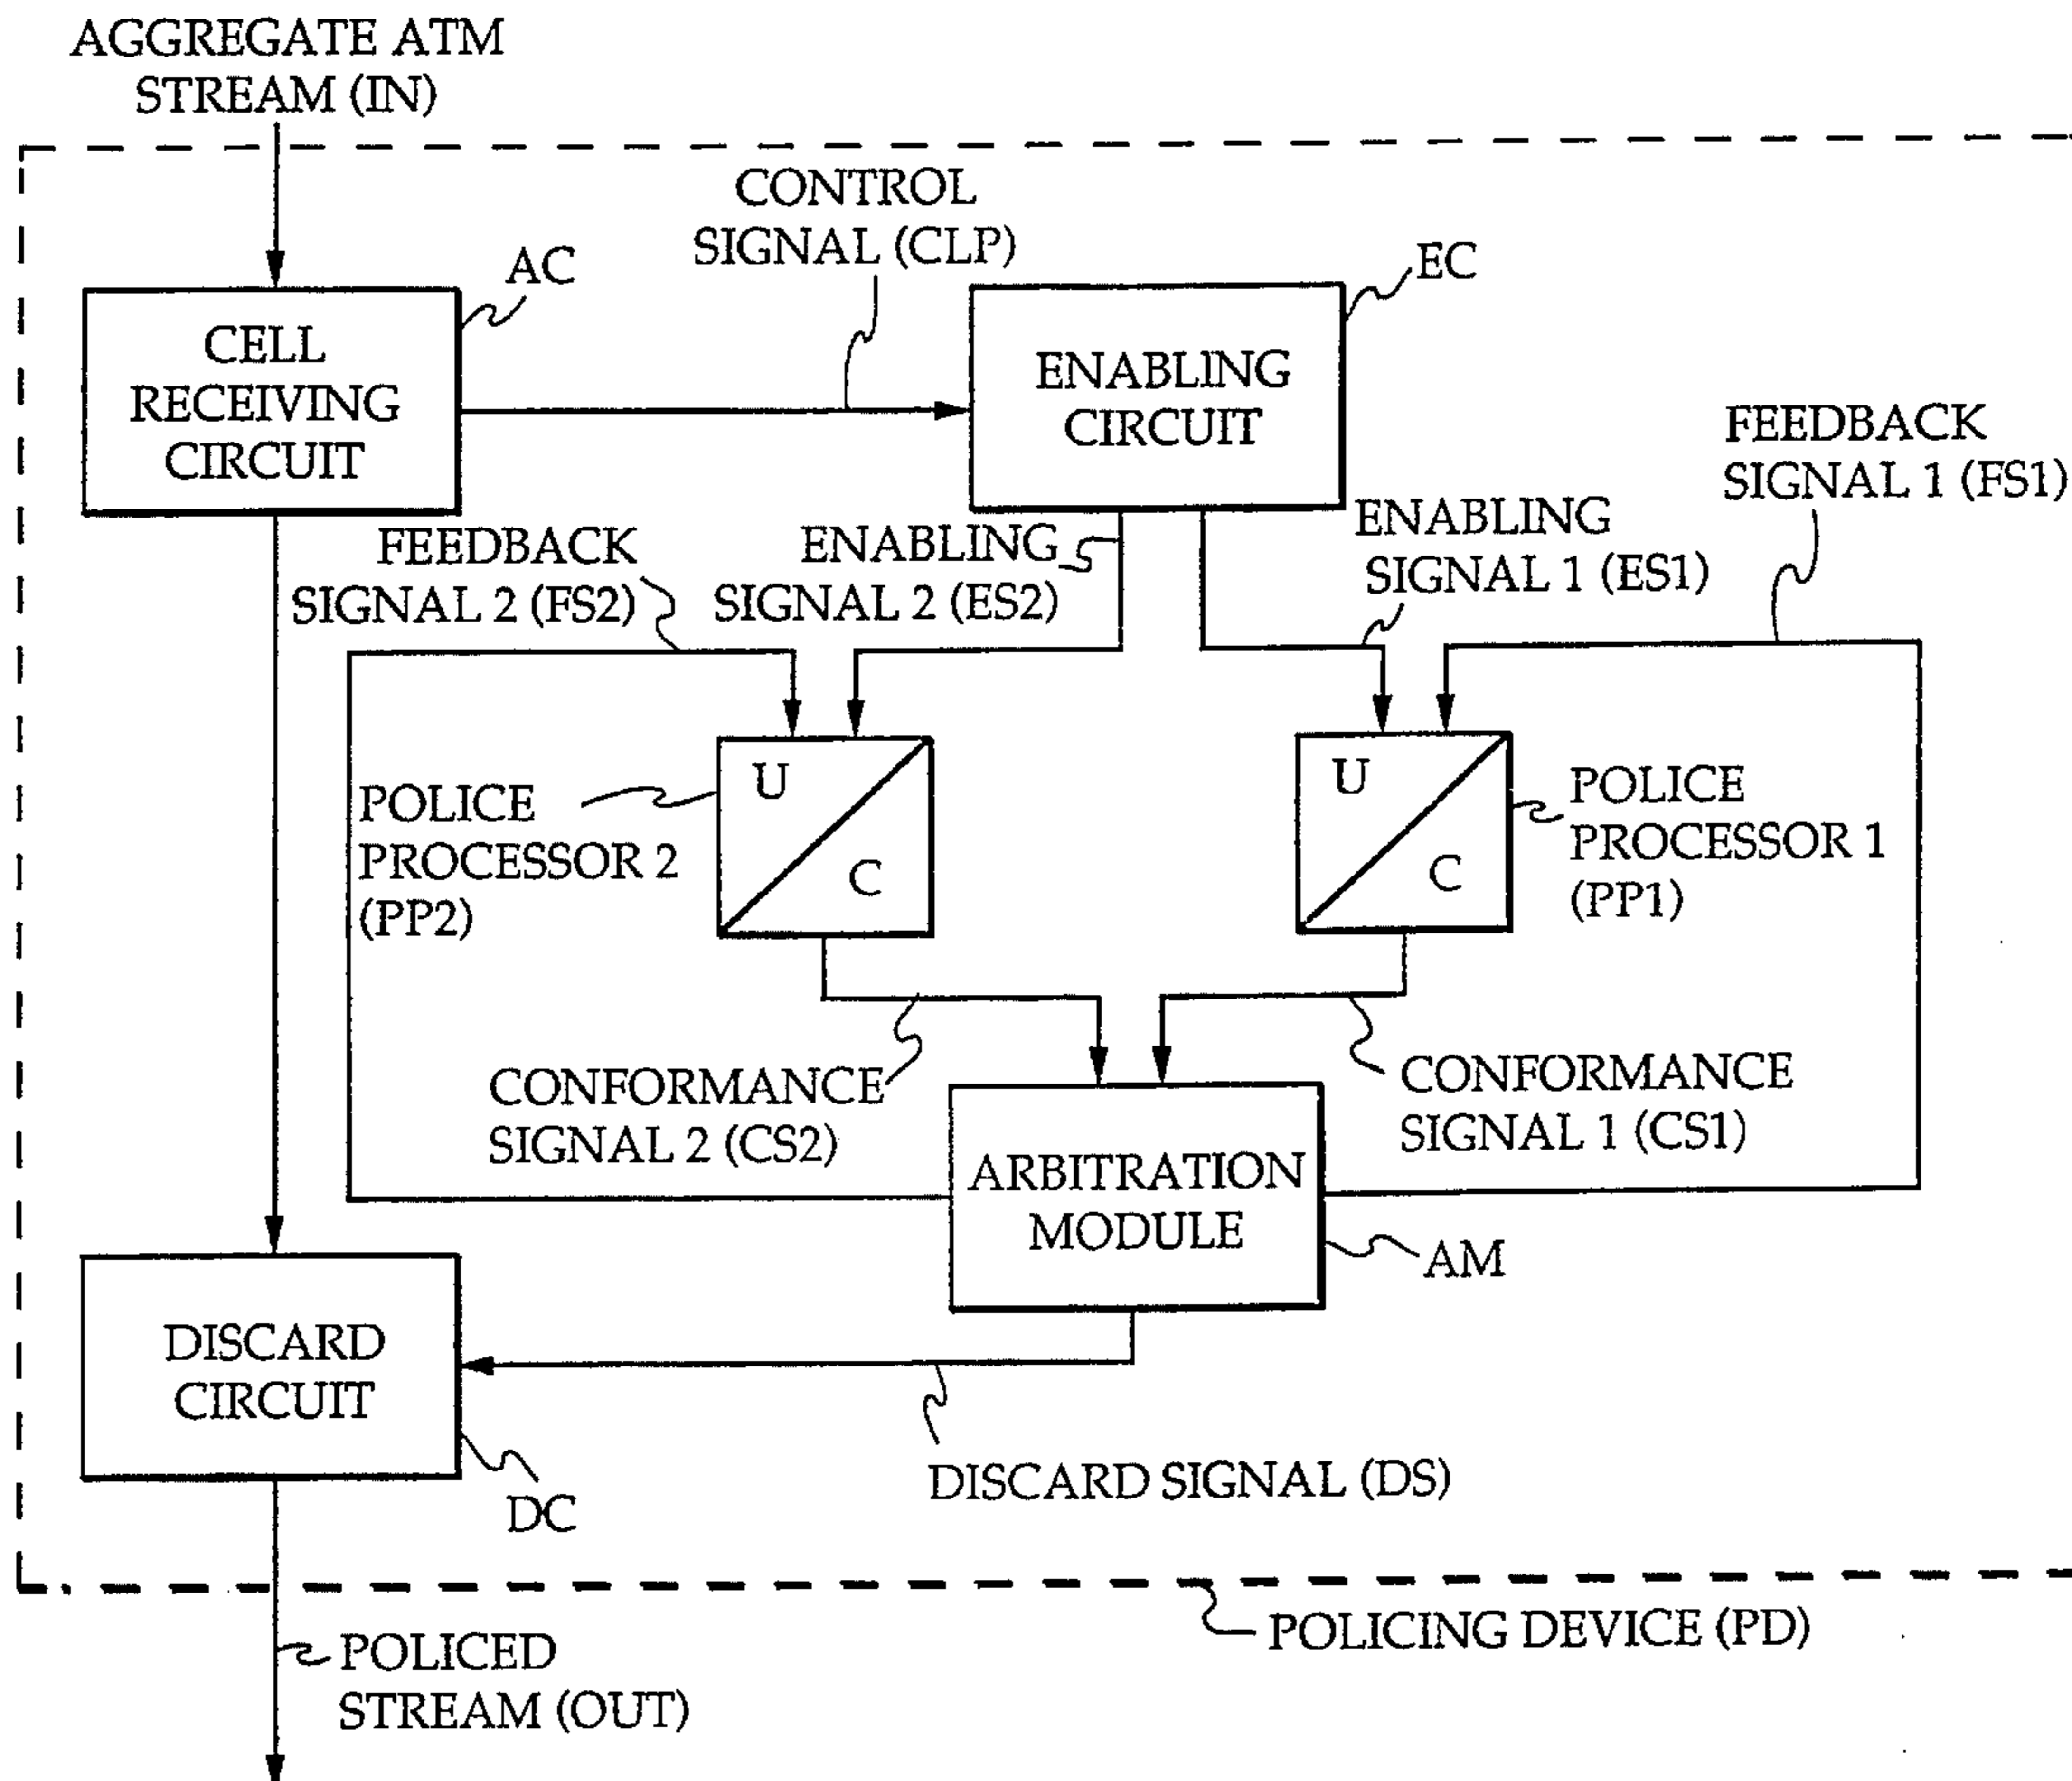 AGGREGATE ATM
STREAM (IN)
CONTROL
SIGNAL (CLP)
AC
EC
CELL
RECEIVING
CIRCUIT
ENABLING
CIRCUIT
FEEDBACK
SIGNAL 1 (FS1)
FEEDBACK
SIGNAL 2 (FS2)
ENABLING
SIGNAL 2 (ES2)
ENABLING
SIGNAL 1 (ES1)
U
C
U
C
POLICE
PROCESSOR 2
(PP2)
POLICE
PROCESSOR 1
(PP1)
CONFORMANCE
SIGNAL 2 (CS2)
CONFORMANCE
SIGNAL 1 (CS1)
ARBITRATION
MODULE
AM
DISCARD
CIRCUIT
DC
DISCARD SIGNAL (DS)
POLICING DEVICE (PD)
POLICED
STREAM (OUT)